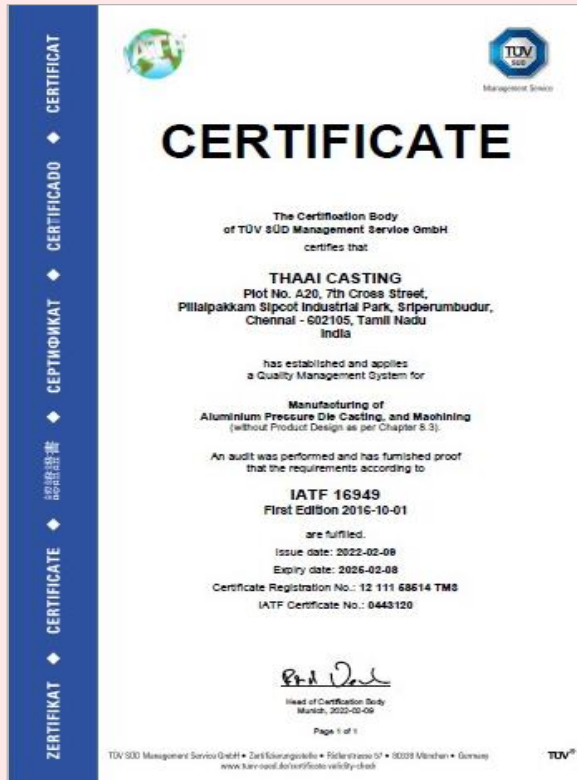 IATF
TÜV
SÜD
Management Service
CERTIFICATE
The Certification Body
of TÜV SÜD Management Service GmbH
certifies that
THAAI CASTING
Plot No. A20, 7th Cross Street,
Pillaipakkam Sipcot Industrial Park, Sriperumbudur,
Chennai - 602105, Tamil Nadu
India
has established and applies
a Quality Management System for
Manufacturing of
Aluminium Pressure Die Casting, and Machining
(without Product Design as per Chapter 8.3).
An audit was performed and has furnished proof
that the requirements according to
IATF 16949
First Edition 2016-10-01
are fulfilled.
Issue date: 2022-02-09
Expiry date: 2025-02-08
Certificate Registration No.: 12 111 58514 TMS
IATF Certificate No.: 0443120
Head of Certification Body
Munich, 2022-02-09
Page 1 of 1
TÜV SÜD Management Service GmbH • Zertifizierungsstelle • Ridlerstrasse 57 • 80339 München • Germany
www.tuev-sued.de/certificate-validity-check
TÜV®
ZERTIFIKAT ◆ CERTIFICATE ◆ 認證證書 ◆ СЕРТИФИКАТ ◆ CERTIFICADO ◆ CERTIFICAT